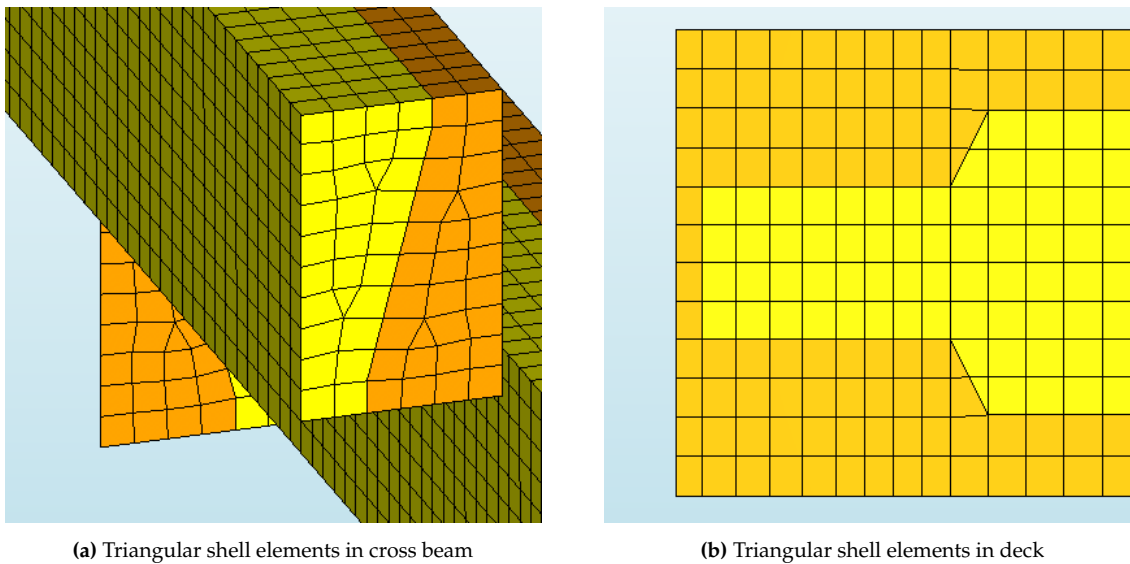 (a) Triangular shell elements in cross beam
(b) Triangular shell elements in deck